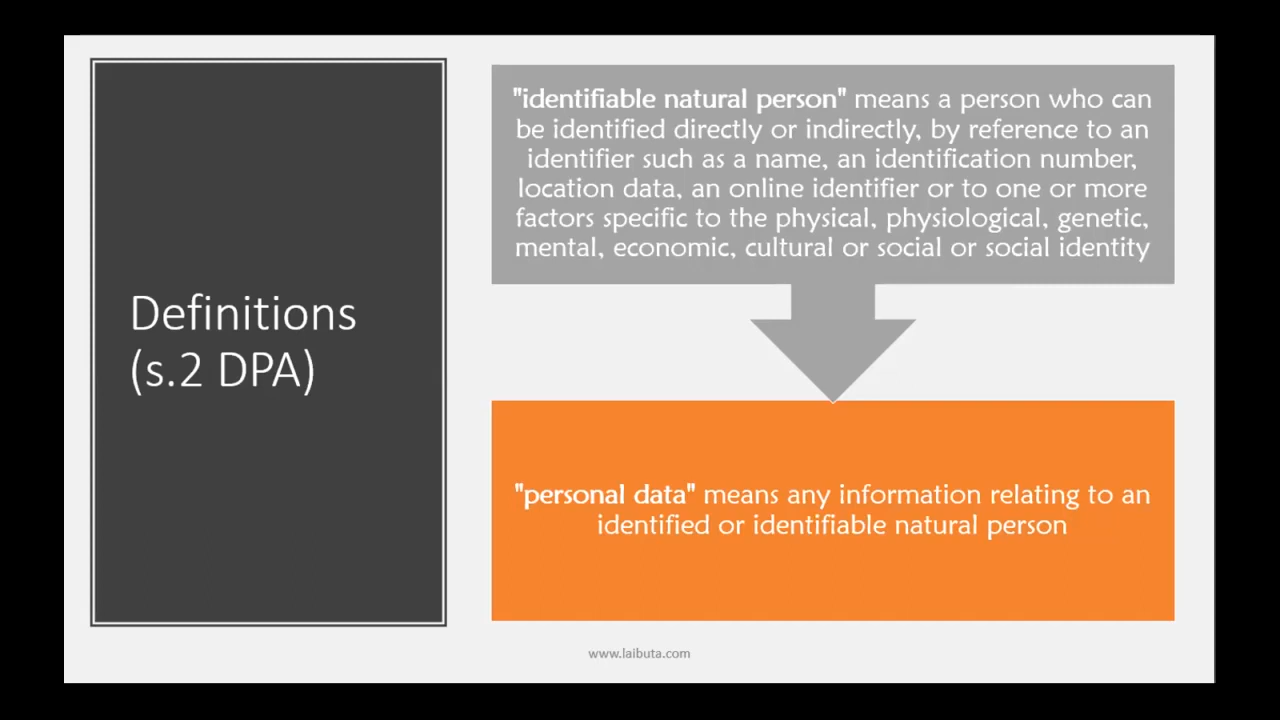 Definitions
(s.2 DPA)
"identifiable natural person" means a person who can
be identified directly or indirectly, by reference to an
identifier such as a name, an identification number,
location data, an online identifier or to one or more
factors specific to the physical, physiological, genetic,
mental, economic, cultural or social or social identity
"personal data" means any information relating to an
identified or identifiable natural person
www.laibuta.com